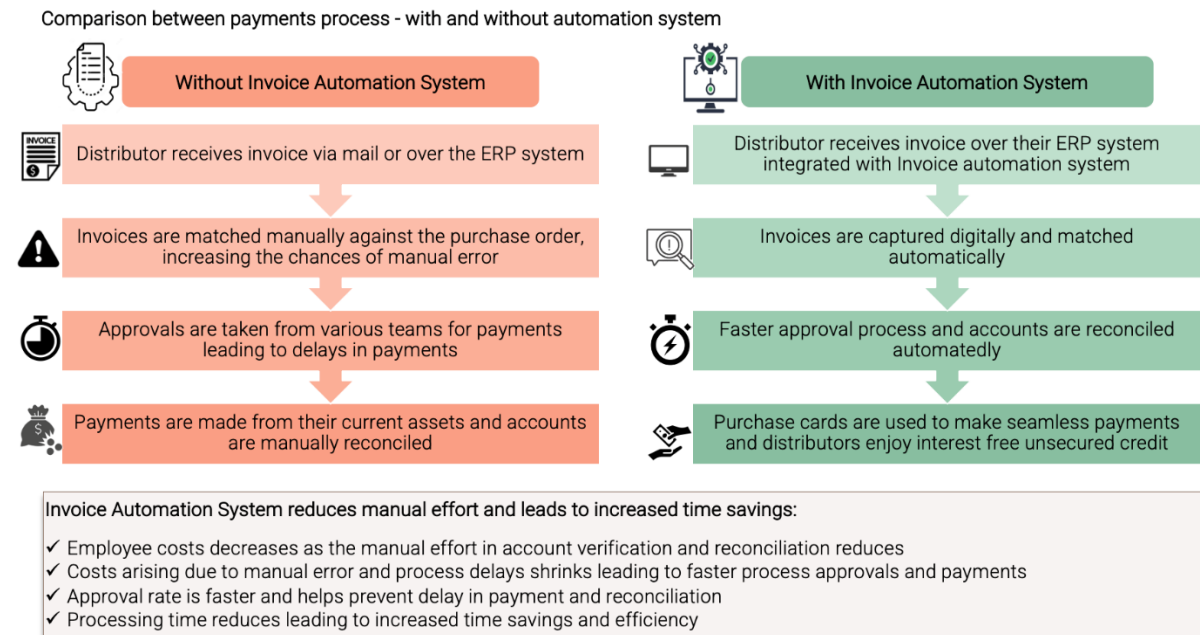 Comparison between payments process - with and without automation system
Without Invoice Automation System
INVOICE
$
Distributor receives invoice via mail or over the ERP system
Invoices are matched manually against the purchase order,
increasing the chances of manual error
Approvals are taken from various teams for payments
leading to delays in payments
$
Payments are made from their current assets and accounts
are manually reconciled
With Invoice Automation System
Distributor receives invoice over their ERP system
integrated with Invoice automation system
Invoices are captured digitally and matched
automatically
Faster approval process and accounts are reconciled
automatedly
Purchase cards are used to make seamless payments
and distributors enjoy interest free unsecured credit
Invoice Automation System reduces manual effort and leads to increased time savings:
✓ Employee costs decreases as the manual effort in account verification and reconciliation reduces
✓ Costs arising due to manual error and process delays shrinks leading to faster process approvals and payments
✓ Approval rate is faster and helps prevent delay in payment and reconciliation
✓ Processing time reduces leading to increased time savings and efficiency